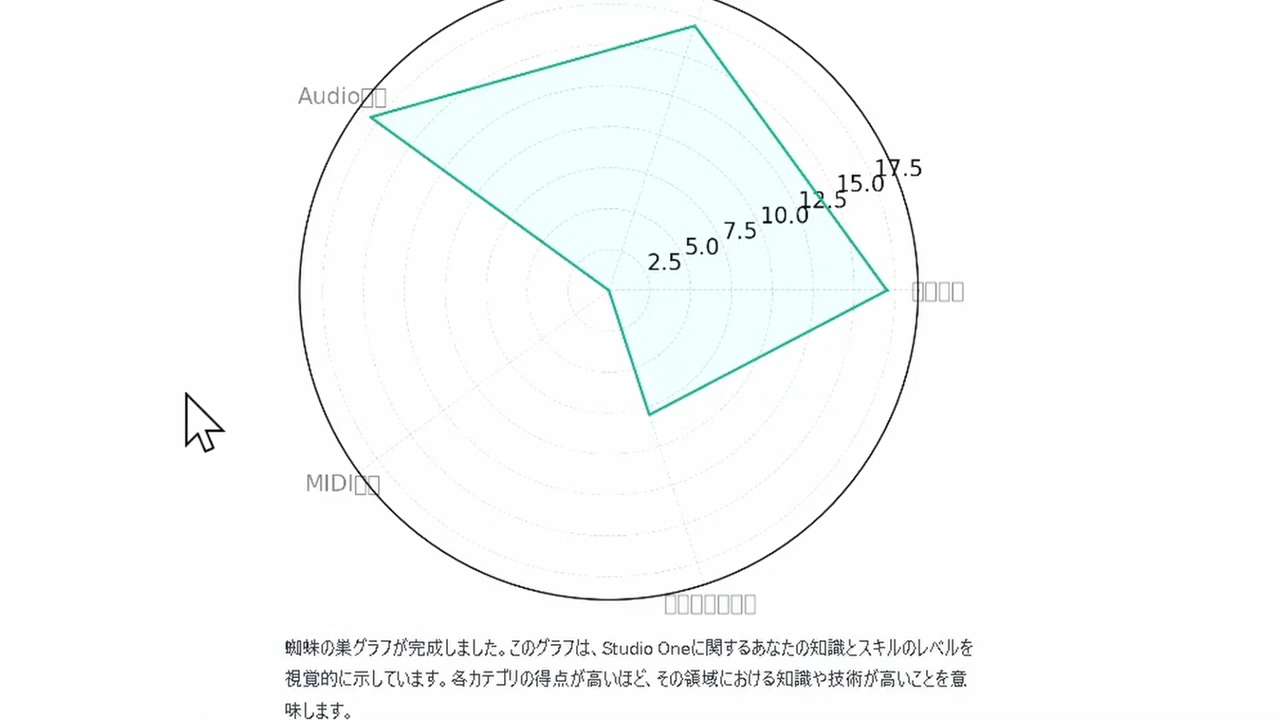 Audio□□
17.5
15.0
12.5
10.0
7.5
5.0
2.5
□□□□
MIDI□□
□□□□□□□
蜘蛛の巣グラフが完成しました。このグラフは、Studio Oneに関するあなたの知識とスキルのレベルを
視覚的に示しています。各カテゴリの得点が高いほど、その領域における知識や技術が高いことを意
味します。